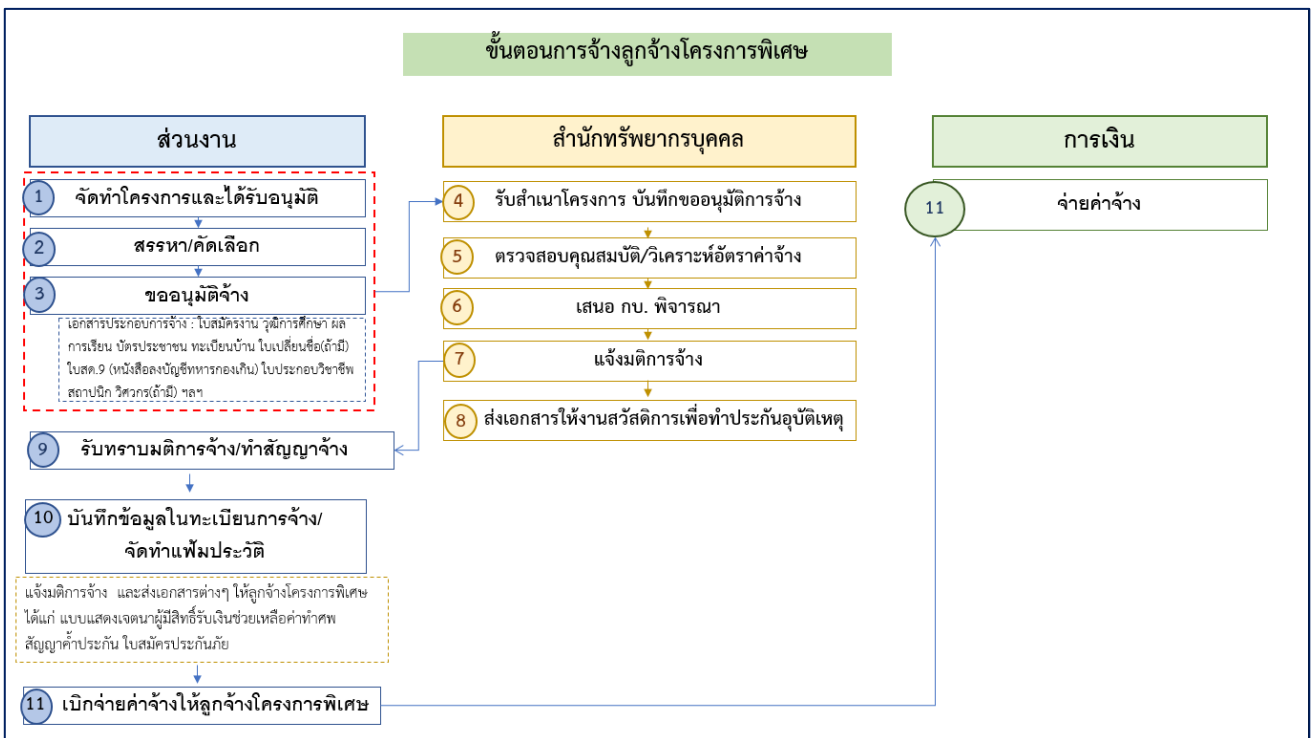 ขั้นตอนการจ้างลูกจ้างโครงการพิเศษ
ส่วนงาน
1 จัดทำโครงการและได้รับอนุมัติ
2 สรรหา/คัดเลือก
3 ขออนุมัติจ้าง
เอกสารประกอบการจ้าง : ใบสมัครงาน วุฒิการศึกษา ผล
การเรียน บัตรประชาชน ทะเบียนบ้าน ใบเปลี่ยนชื่อ(ถ้ามี)
ใบสด.9 (หนังสือลงบัญชีทหารกองเกิน) ใบประกอบวิชาชีพ
สถาปนิก วิศวกร(ถ้ามี) ฯลฯ
สำนักทรัพยากรบุคคล
4 รับสำเนาโครงการ บันทึกขออนุมัติการจ้าง
5 ตรวจสอบคุณสมบัติ/วิเคราะห์อัตราค่าจ้าง
6 เสนอ กบ. พิจารณา
7 แจ้งมติการจ้าง
8 ส่งเอกสารให้งานสวัสดิการเพื่อทำประกันอุบัติเหตุ
9 รับทราบมติการจ้าง/ทำสัญญาจ้าง
10 บันทึกข้อมูลในทะเบียนการจ้าง/
จัดทำแฟ้มประวัติ
แจ้งมติการจ้าง และส่งเอกสารต่างๆ ให้ลูกจ้างโครงการพิเศษ
ได้แก่ แบบแสดงเจตนาผู้มีสิทธิ์รับเงินช่วยเหลือค่าทำศพ
สัญญาค้ำประกัน ใบสมัครประกันภัย
11 เบิกจ่ายค่าจ้างให้ลูกจ้างโครงการพิเศษ
การเงิน
11 จ่ายค่าจ้าง